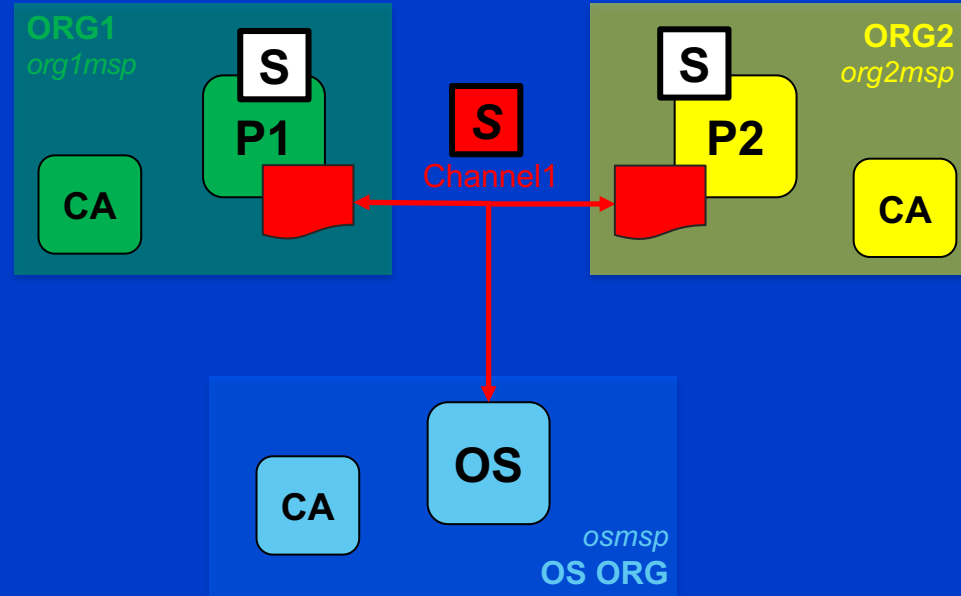 ORG1
org1msp
S
P1
CA
S
Channel1
S
P2
ORG2
org2msp
CA
OS
CA
osmsp
OS ORG